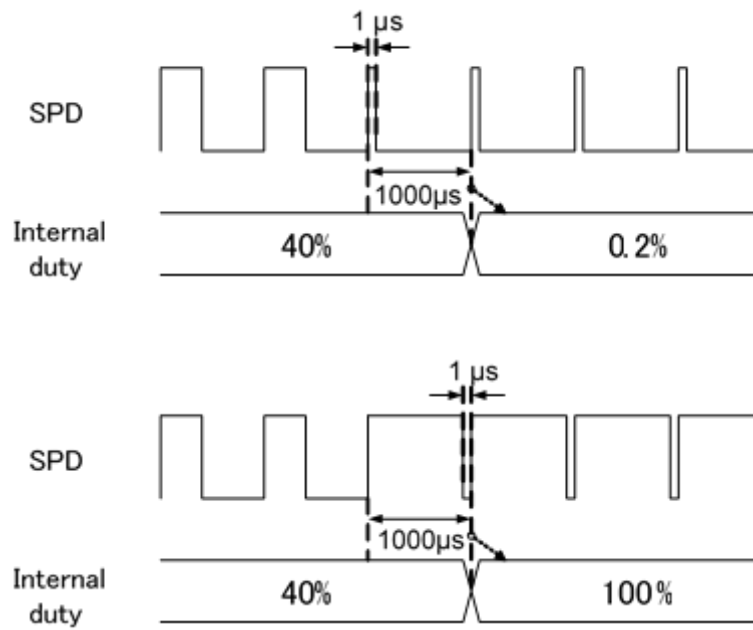 1 μs
SPD
1000μs
Internal
duty
40%
0.2%
1 μs
SPD
1000μs
Internal
duty
40%
100%